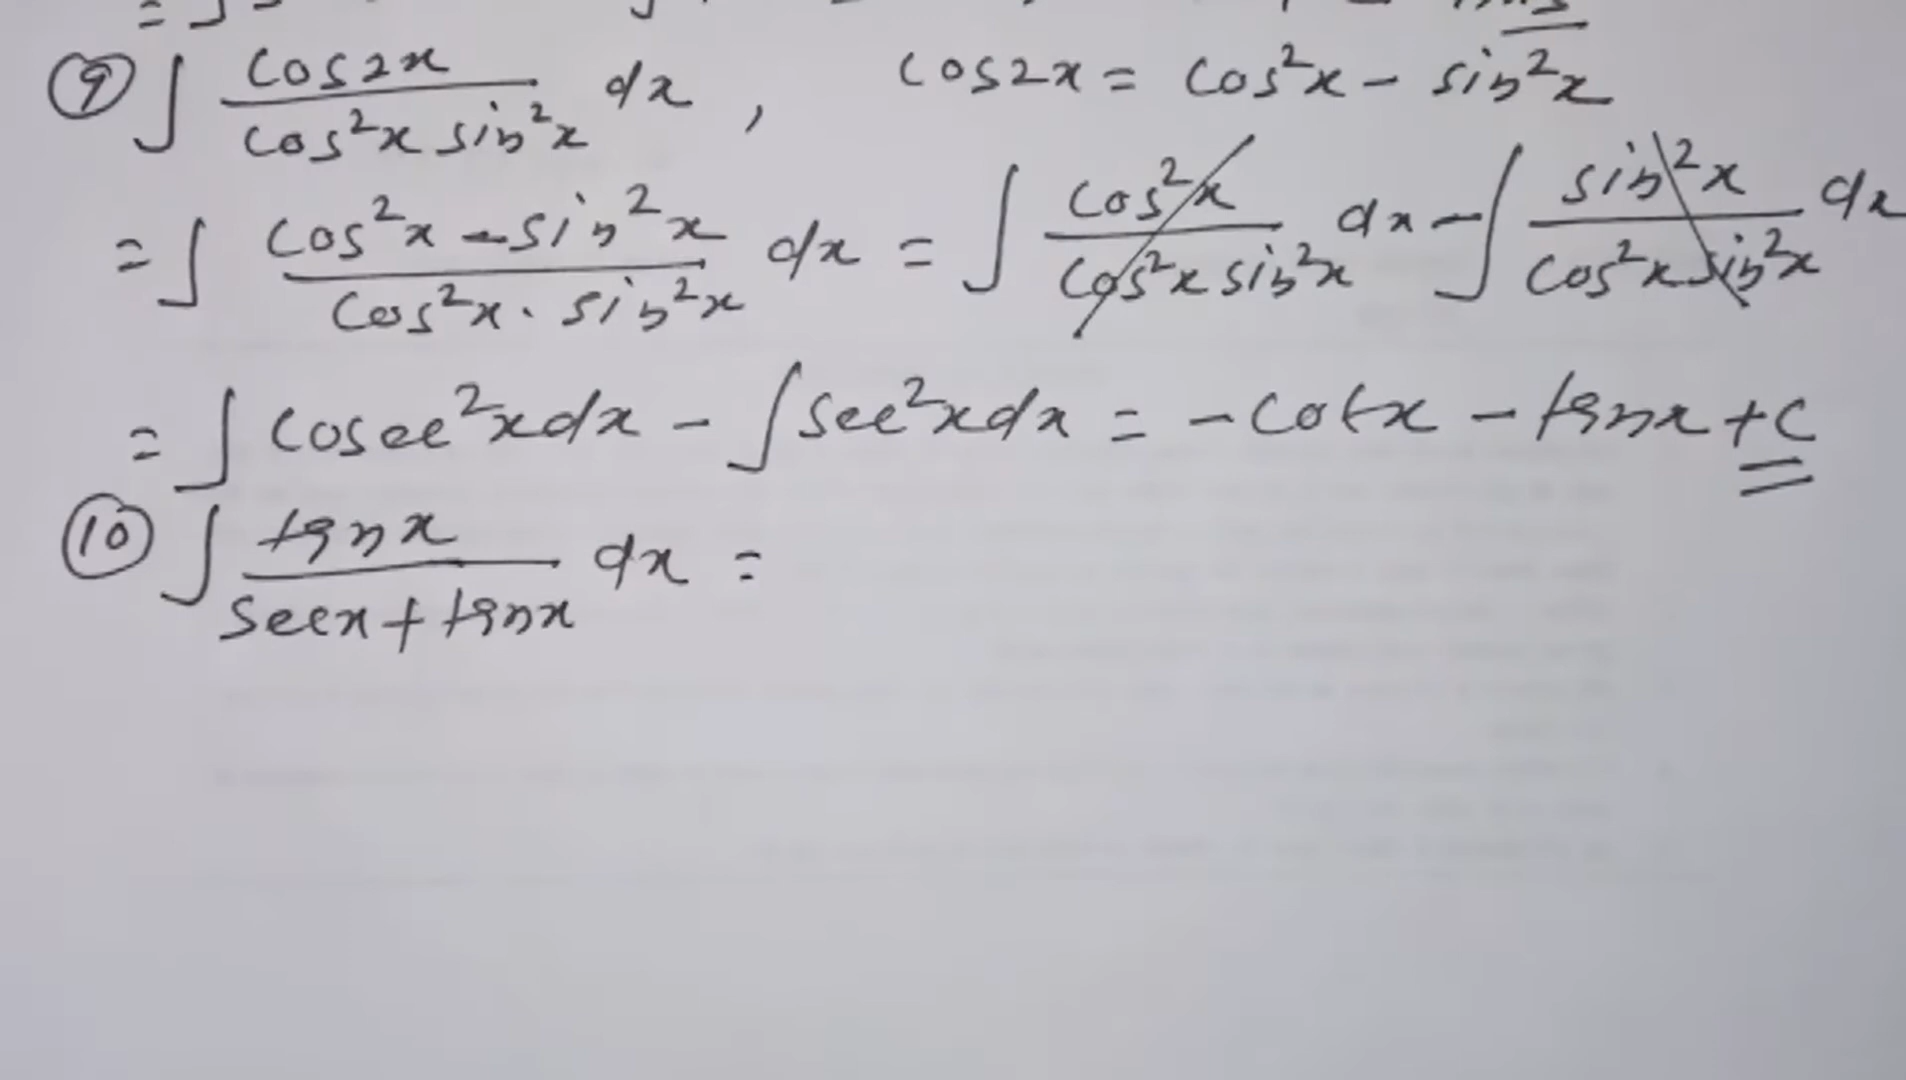 ⑨ ∫ cos2x / cos²x sin²x dx , cos2x = cos²x - sin²x
= ∫ cos²x - sin²x / cos²x . sin²x dx = ∫ cos²x / cos²x sin²x dx - ∫ sin²x / cos²x sin²x dx
= ∫ cosec²x dx - ∫ sec²x dx = - cotx - tanx + c
⑩ ∫ tanx / secx + tanx dx =